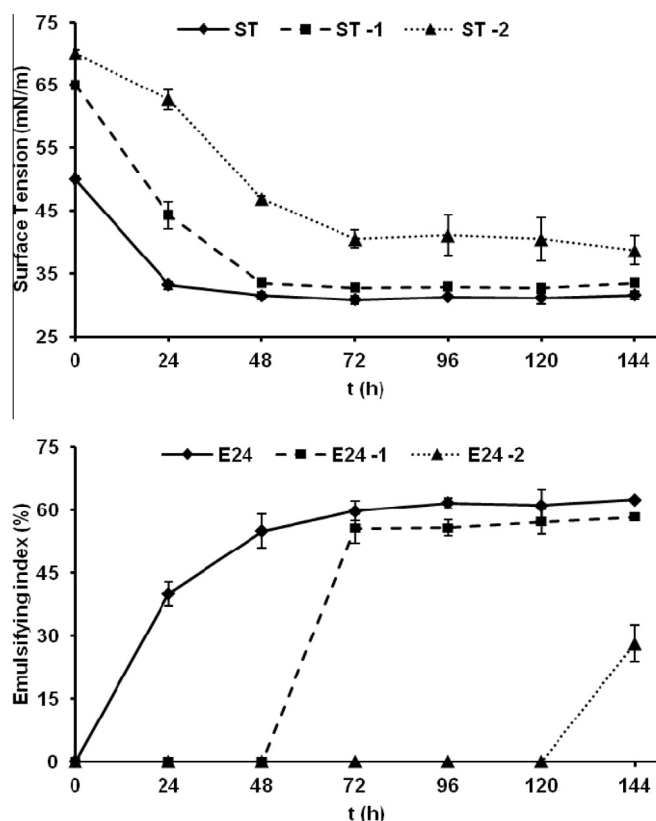 ST ST -1 ST -2
Surface Tension (mN/m)
75
65
55
45
35
25
0 24 48 72 96 120 144
t (h)
E24 E24 -1 E24 -2
Emulsifying index (%)
75
60
45
30
15
0
0 24 48 72 96 120 144
t (h)